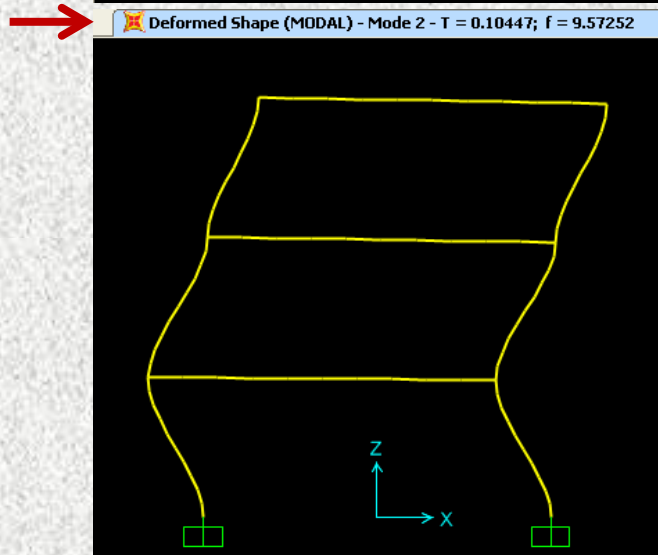 Deformed Shape (MODAL) - Mode 2 - T = 0.10447; f = 9.57252
Z
X